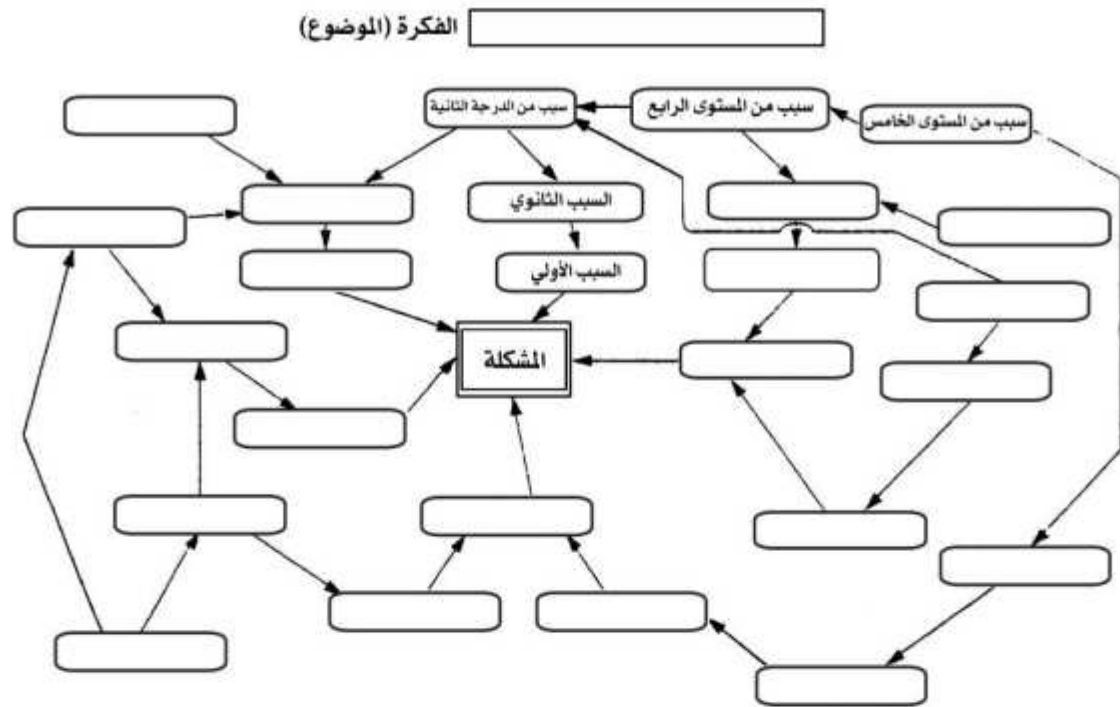 الفكرة (الموضوع)
سبب من الدرجة الثانية
سبب من المستوى الرابع
سبب من المستوى الخامس
السبب الثانوي
السبب الأولي
المشكلة